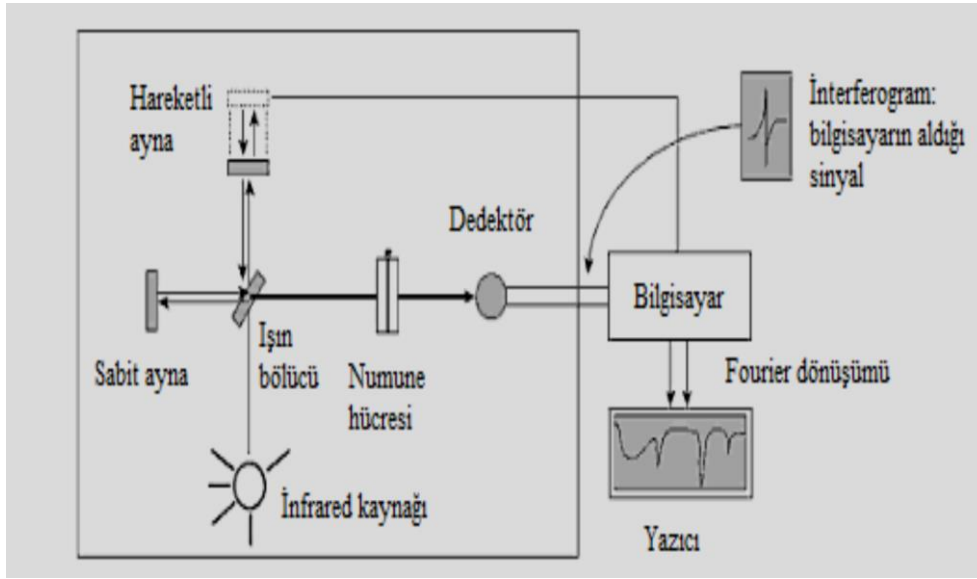 Hareketli
ayna
İnterferogram:
bilgisayarın aldığı
sinyal
Dedektör
Bilgisayar
Sabit ayna
Işın
bölücü
Numune
hücresi
Fourier dönüşümü
İnfrared kaynağı
Yazıcı